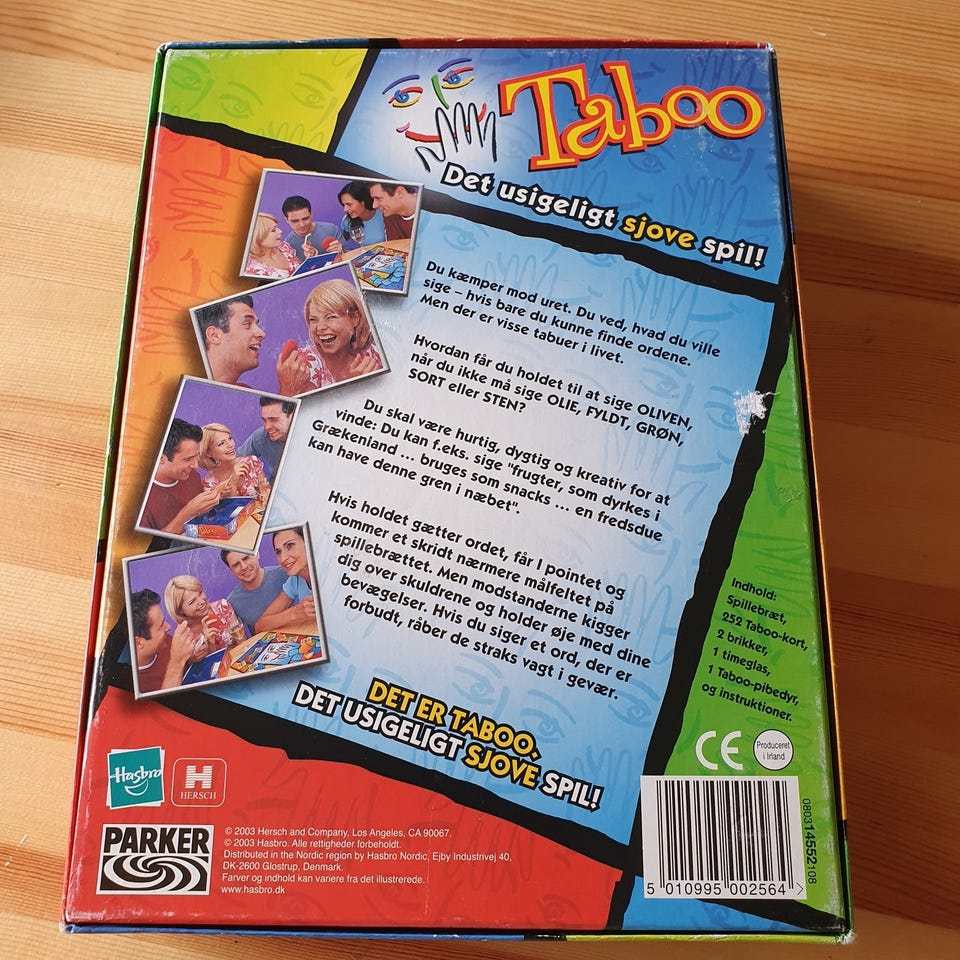 Taboo
Det usigeligt sjove spil!
Du kæmper mod uret. Du ved, hvad du ville
sige – hvis bare du kunne finde ordene.
Men der er visse tabuer i livet.
Hvordan får du holdet til at sige OLIVEN,
når du ikke må sige OLIE, FYLDT, GRØN,
SORT eller STEN?
Du skal være hurtig, dygtig og kreativ for at
vinde: Du kan f.eks. sige "frugter, som dyrkes i
Grækenland ... bruges som snacks ... en fredsdue
kan have denne gren i næbet".
Hvis holdet gætter ordet, får I pointet og
kommer et skridt nærmere målfeltet på
spillebrættet. Men modstanderne kigger
dig over skuldrene og holder øje med dine
bevægelser. Hvis du siger et ord, der er
forbudt, råber de straks vagt i gevær.
DET ER TABOO.
DET USIGELIGT SJOVE SPIL!
Indhold:
Spillebræt,
252 Taboo-kort,
2 brikker,
1 timeglas,
1 Taboo-pibedyr,
og instruktioner.
CE
Produceret
i Irland
Hasbro
H
HERSCH
PARKER
© 2003 Hersch and Company, Los Angeles, CA 90067.
© 2003 Hasbro. Alle rettigheder forbeholdt.
Distributed in the Nordic region by Hasbro Nordic, Ejby Industrivej 40,
DK-2600 Glostrup, Danmark.
Farver og indhold kan variere fra det illustrerede.
www.hasbro.dk
080314552108
5 010995 002564 >